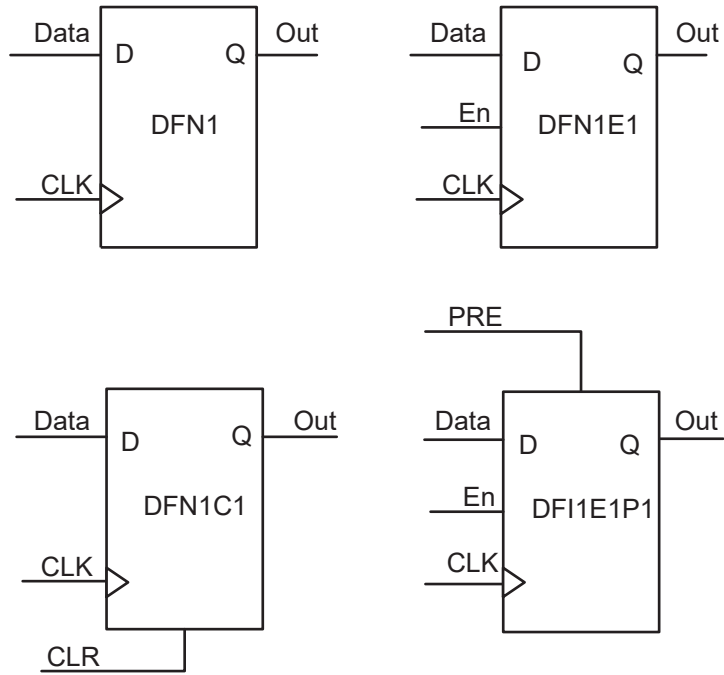 Data
D
Q
Out
DFN1
CLK
Data
D
Q
Out
En
DFN1E1
CLK
Data
D
Q
Out
DFN1C1
CLK
CLR
PRE
Data
D
Q
Out
En
DFI1E1P1
CLK